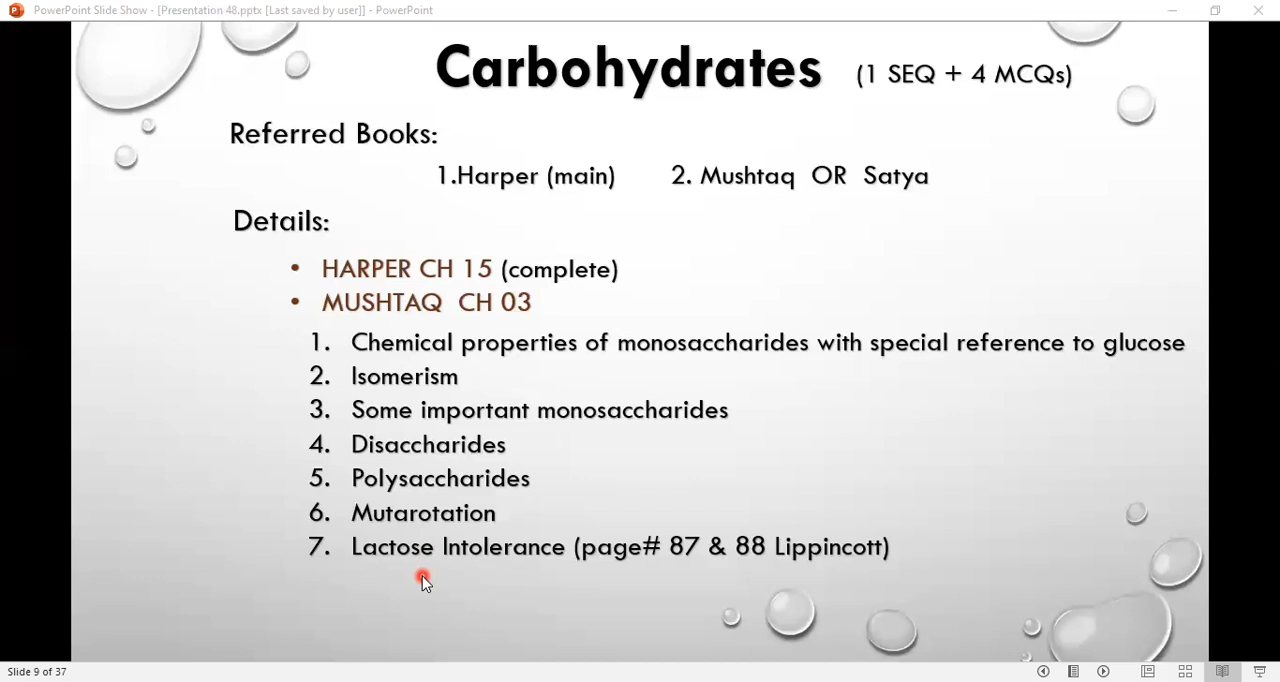 PowerPoint Slide Show - [Presentation 48.pptx [Last saved by user]] - PowerPoint
Carbohydrates (1 SEQ + 4 MCQs)
Referred Books:
1.Harper (main) 2. Mushtaq OR Satya
Details:
• HARPER CH 15 (complete)
• MUSHTAQ CH 03
1. Chemical properties of monosaccharides with special reference to glucose
2. Isomerism
3. Some important monosaccharides
4. Disaccharides
5. Polysaccharides
6. Mutarotation
7. Lactose Intolerance (page# 87 & 88 Lippincott)
Slide 9 of 37